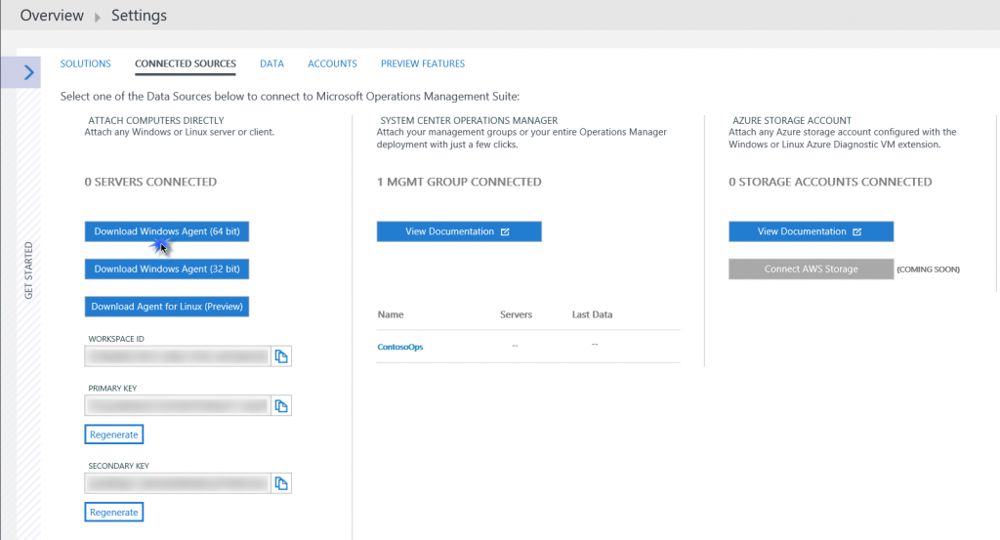 Overview ▸ Settings
SOLUTIONS CONNECTED SOURCES DATA ACCOUNTS PREVIEW FEATURES
Select one of the Data Sources below to connect to Microsoft Operations Management Suite:
GET STARTED
ATTACH COMPUTERS DIRECTLY
Attach any Windows or Linux server or client.
0 SERVERS CONNECTED
Download Windows Agent (64 bit)
Download Windows Agent (32 bit)
Download Agent for Linux (Preview)
WORKSPACE ID
PRIMARY KEY
Regenerate
SECONDARY KEY
Regenerate
SYSTEM CENTER OPERATIONS MANAGER
Attach your management groups or your entire Operations Manager
deployment with just a few clicks.
1 MGMT GROUP CONNECTED
View Documentation
Name Servers Last Data
ContosoOps -- --
AZURE STORAGE ACCOUNT
Attach any Azure storage account configured with the
Windows or Linux Azure Diagnostic VM extension.
0 STORAGE ACCOUNTS CONNECTED
View Documentation
Connect AWS Storage (COMING SOON)